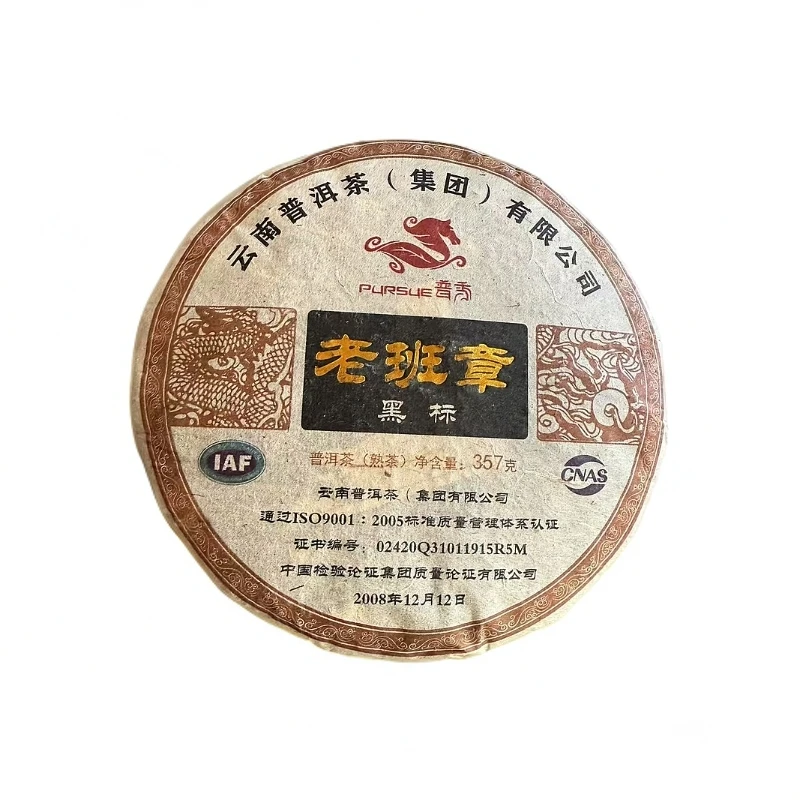 云南普洱茶（集团）有限公司
PURSUE普秀
老班章
黑标
IAF
普洱茶（熟茶）净含量：357克
CNAS
云南普洱茶（集团有限公司
通过ISO9001：2005标准质量管理体系认证
证书编号：02420Q31011915R5M
中国检验论证集团质量论证有限公司
2008年12月12日